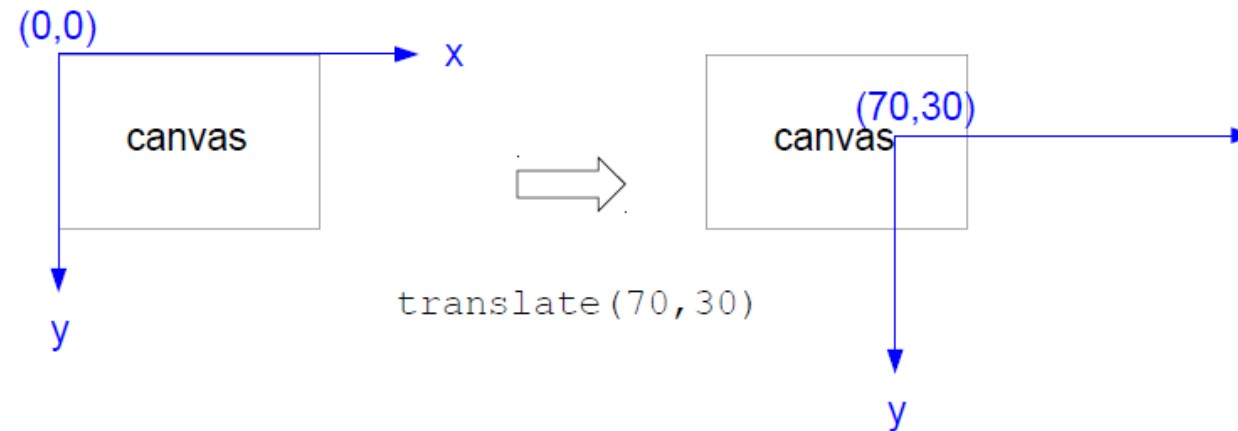 (0,0)
x
canvas
y
translate(70,30)
(70,30)
canvas
y